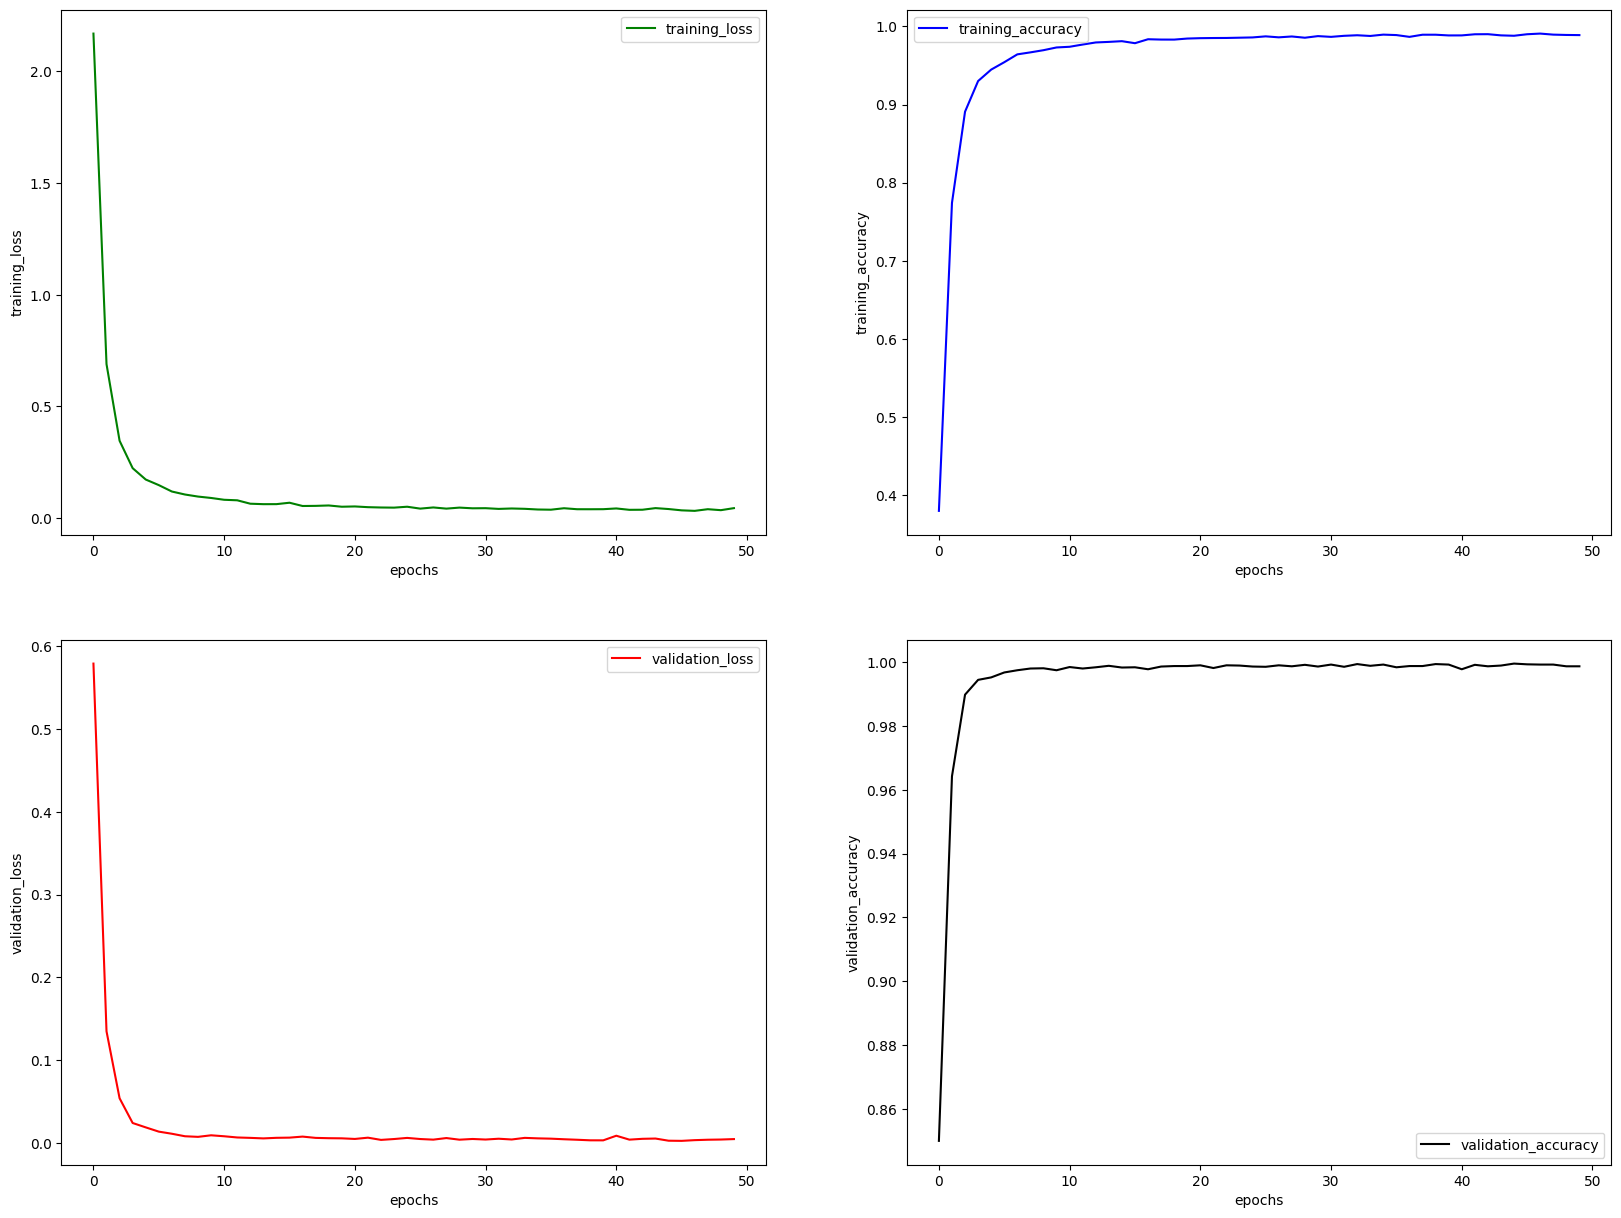 training_loss
2.0
1.5
1.0
0.5
0.0
training_loss
0 10 20 30 40 50
epochs
training_accuracy
1.0
0.9
0.8
0.7
0.6
0.5
0.4
training_accuracy
0 10 20 30 40 50
epochs
validation_loss
0.6
0.5
0.4
0.3
0.2
0.1
0.0
validation_loss
0 10 20 30 40 50
epochs
1.00
0.98
0.96
0.94
0.92
0.90
0.88
0.86
validation_accuracy
validation_accuracy
0 10 20 30 40 50
epochs